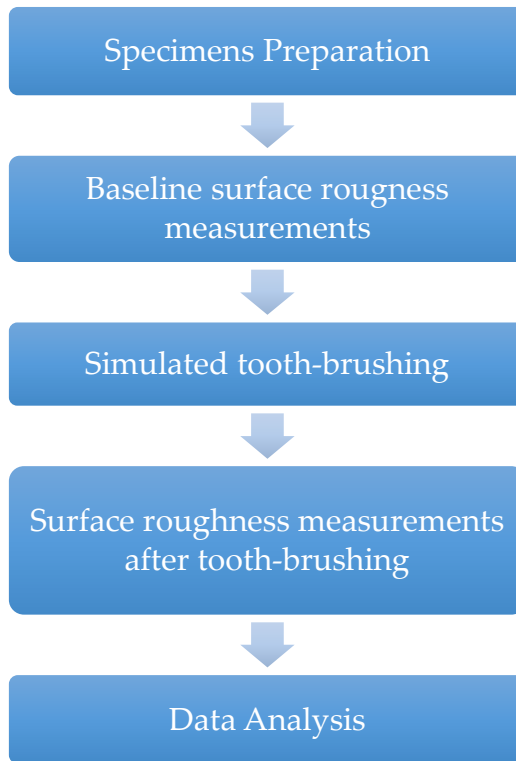 Specimens Preparation
Baseline surface rougness
measurements
Simulated tooth-brushing
Surface roughness measurements
after tooth-brushing
Data Analysis